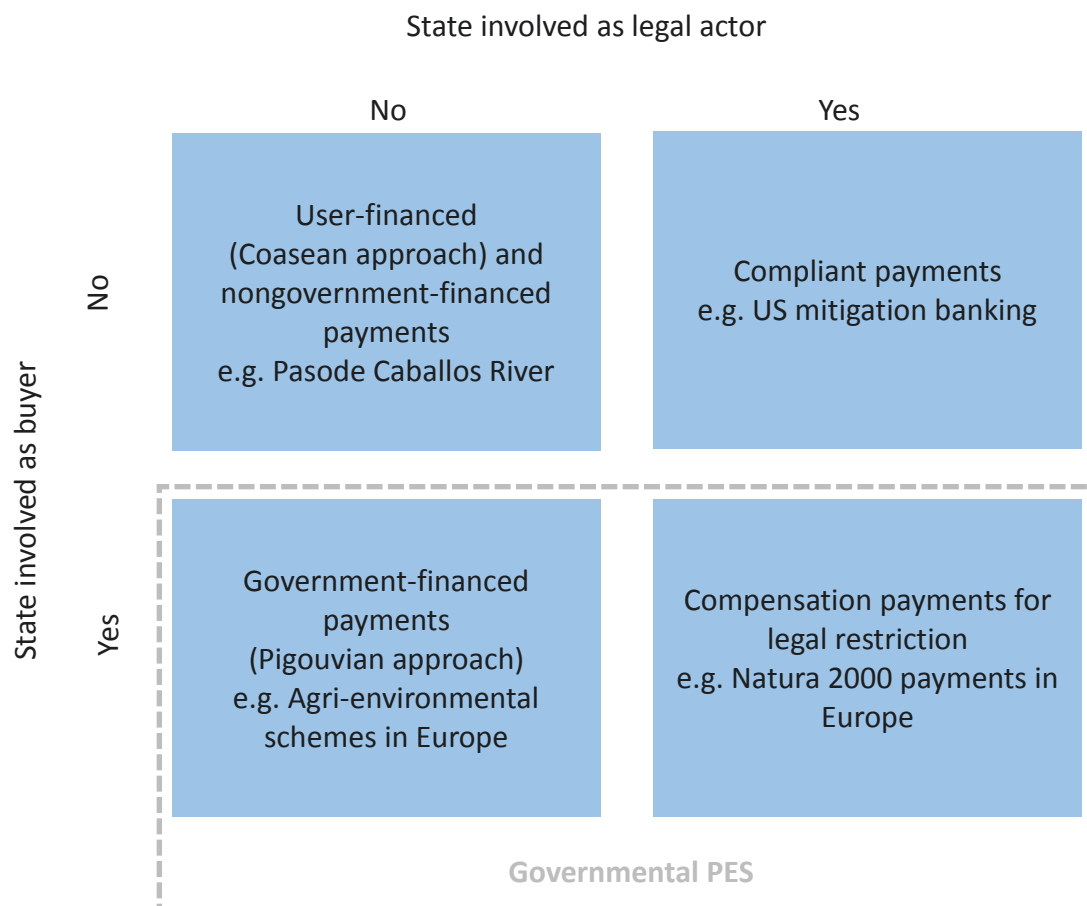 State involved as legal actor
No
Yes
State involved as buyer
No
User-financed
(Coasean approach) and
nongovernment-financed
payments
e.g. Pasode Caballos River
Compliant payments
e.g. US mitigation banking
Yes
Government-financed
payments
(Pigouvian approach)
e.g. Agri-environmental
schemes in Europe
Compensation payments for
legal restriction
e.g. Natura 2000 payments in
Europe
Governmental PES